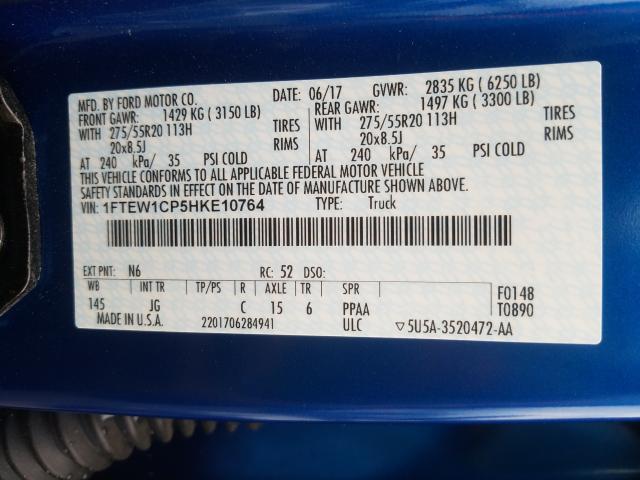 MFD. BY FORD MOTOR CO. DATE: 06/17 GVWR: 2835 KG ( 6250 LB)
FRONT GAWR: 1429 KG ( 3150 LB) REAR GAWR: 1497 KG ( 3300 LB)
WITH 275/55R20 113H TIRES WITH 275/55R20 113H TIRES
20x8.5J RIMS 20x8.5J RIMS
AT 240 kPa/ 35 PSI COLD AT 240 kPa/ 35 PSI COLD
THIS VEHICLE CONFORMS TO ALL APPLICABLE FEDERAL MOTOR VEHICLE
SAFETY STANDARDS IN EFFECT ON THE DATE OF MANUFACTURE SHOWN ABOVE.
VIN: 1FTEW1CP5HKE10764 TYPE: Truck
EXT PNT: N6 RC: 52 DSO:
WB INT TR TP/PS R AXLE TR SPR F0148
145 JG C 15 6 PPAA T0890
MADE IN U.S.A. 2201706284941 ULC ▽5U5A-3520472-AA